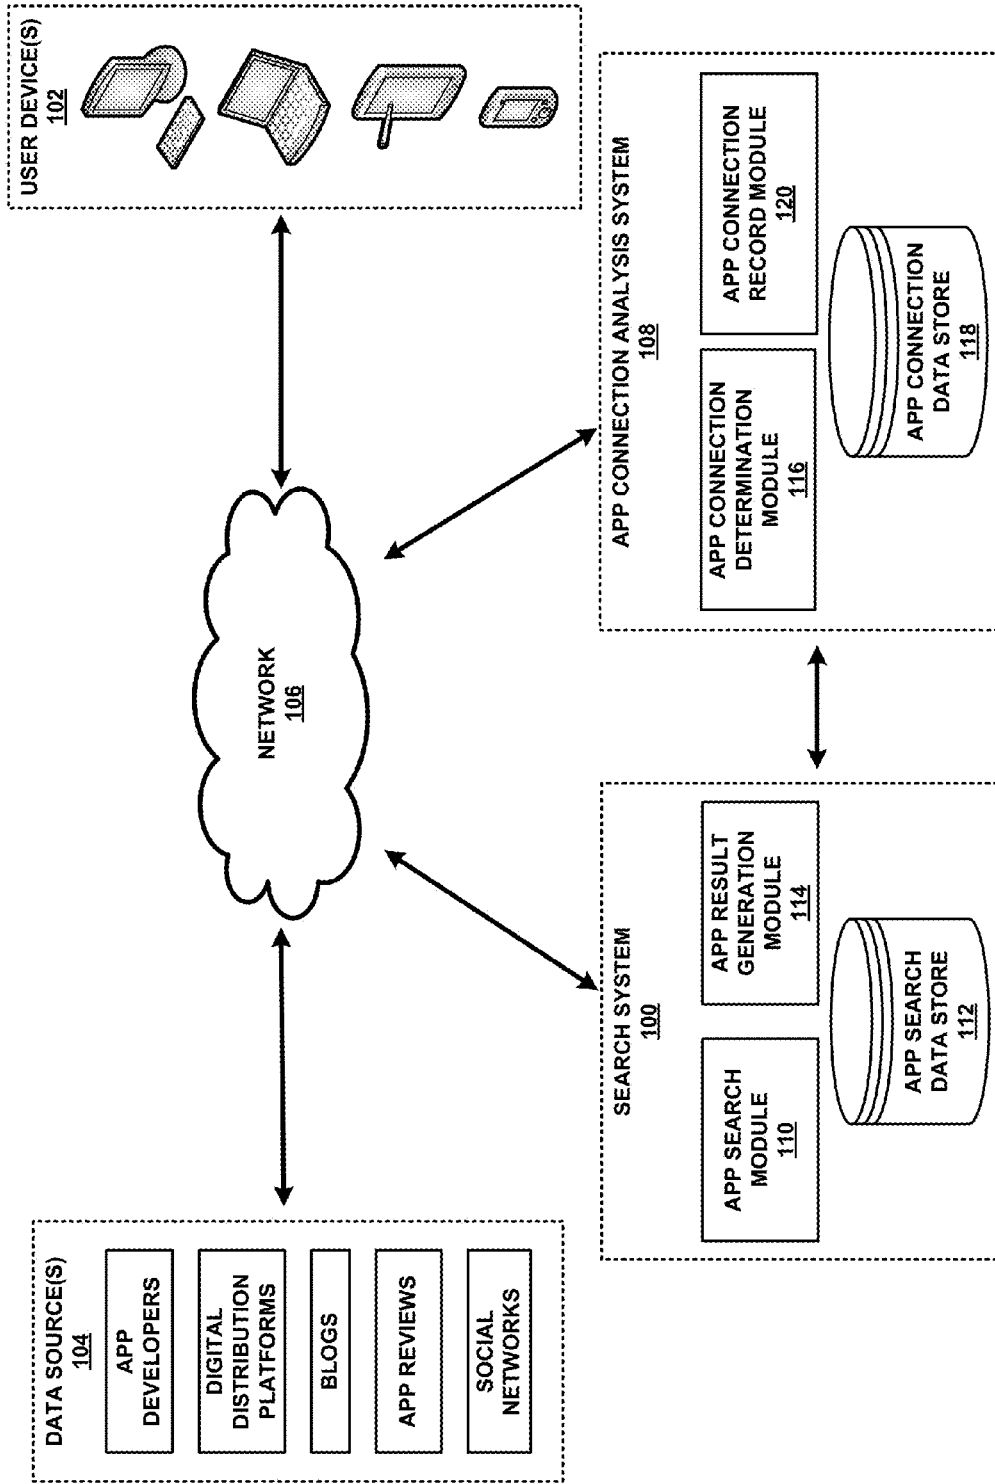 DATA SOURCE(S)
104
APP
DEVELOPERS
DIGITAL
DISTRIBUTION
PLATFORMS
BLOGS
APP REVIEWS
SOCIAL
NETWORKS
NETWORK
106
USER DEVICE(S)
102
SEARCH SYSTEM
100
APP SEARCH
MODULE
110
APP RESULT
GENERATION
MODULE
114
APP SEARCH
DATA STORE
112
APP CONNECTION ANALYSIS SYSTEM
108
APP CONNECTION
DETERMINATION
MODULE
116
APP CONNECTION
RECORD MODULE
120
APP CONNECTION
DATA STORE
118